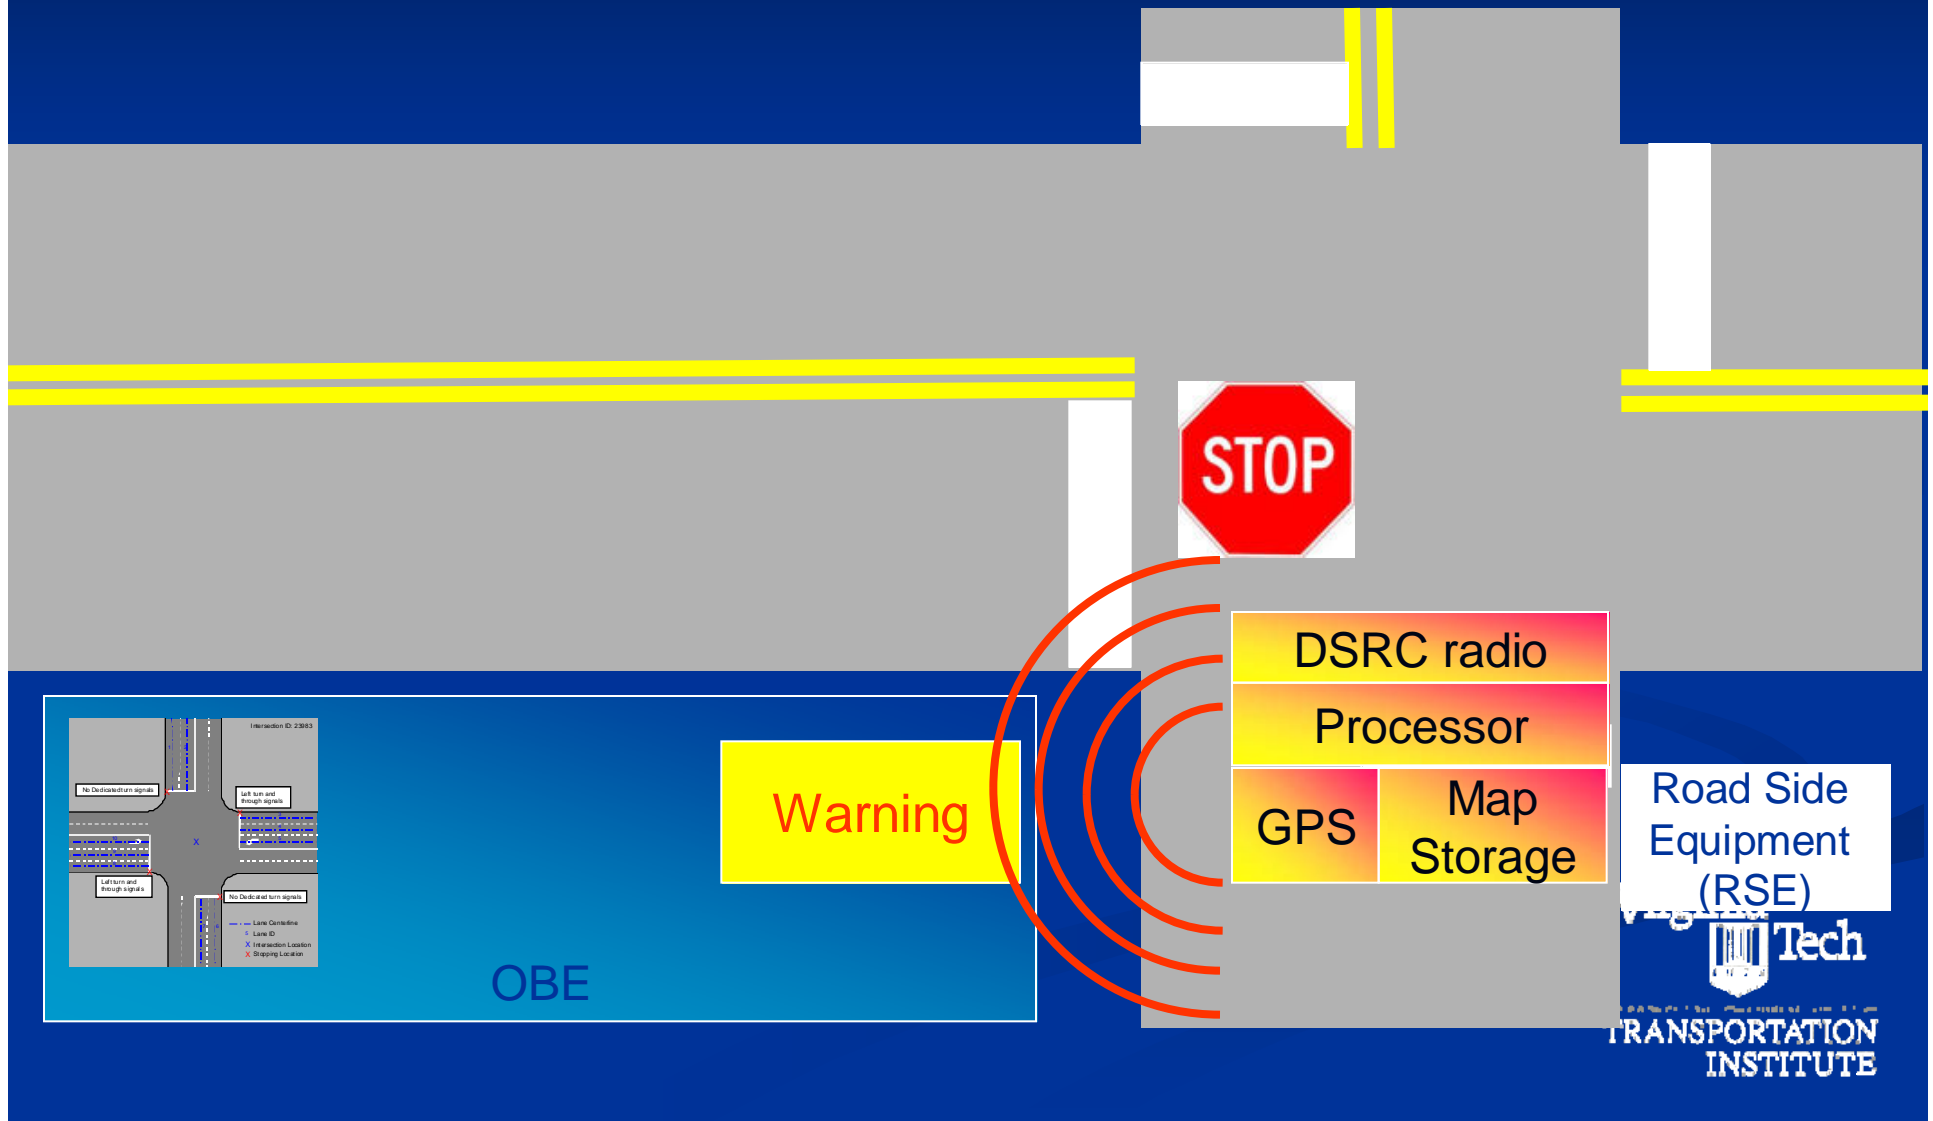 STOP
DSRC radio
Processor
GPS
Map
Storage
Road Side
Equipment
(RSE)
Warning
OBE
Intersection ID: 23983
No Dedicated turn signals
Left turn and
through signals
Left turn and
through signals
No Dedicated turn signals
Lane Centerline
Lane ID
X Intersection Location
X Stopping Location
Tech
TRANSPORTATION
INSTITUTE